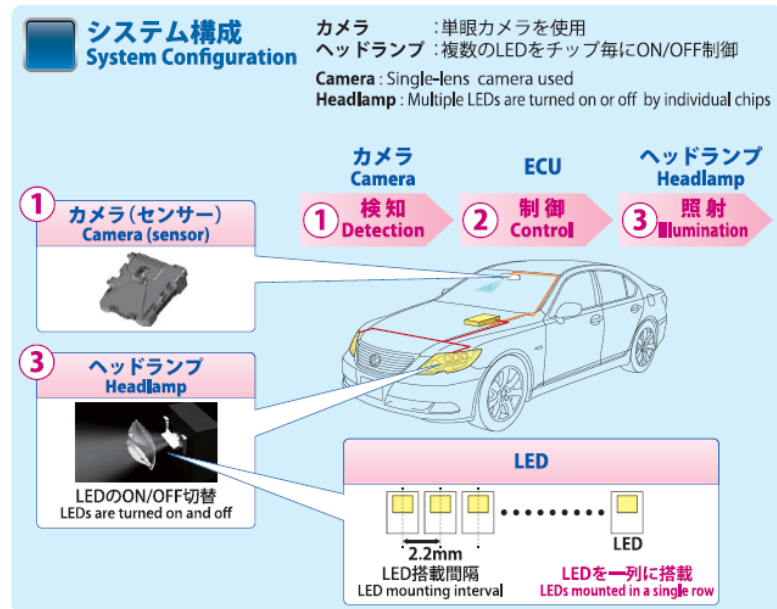 システム構成
System Configuration
カメラ　　　：単眼カメラを使用
ヘッドランプ：複数のLEDをチップ毎にON/OFF制御
Camera : Single-lens camera used
Headlamp : Multiple LEDs are turned on or off by individual chips
カメラ
Camera
ECU
ヘッドランプ
Headlamp
① 検知
Detection
② 制御
Control
③ 照射
Illumination
①
カメラ（センサー）
Camera (sensor)
③
ヘッドランプ
Headlamp
LEDのON/OFF切替
LEDs are turned on and off
LED
LED
2.2mm
LED搭載間隔
LED mounting interval
LEDを一列に搭載
LEDs mounted in a single row